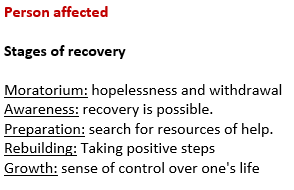 Person affected
Stages of recovery
Moratorium: hopelessness and withdrawal
Awareness: recovery is possible.
Preparation: search for resources of help.
Rebuilding: Taking positive steps
Growth: sense of control over one's life